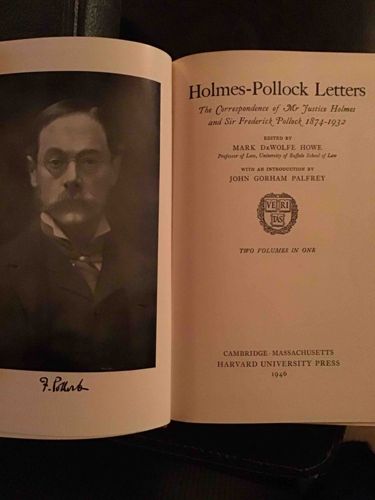 F. Pollock
Holmes-Pollock Letters
The Correspondence of Mr Justice Holmes
and Sir Frederick Pollock 1874-1932
EDITED BY
MARK DEWOLFE HOWE
Professor of Law, University of Buffalo School of Law
WITH AN INTRODUCTION BY
JOHN GORHAM PALFREY
VE RI
TAS
TWO VOLUMES IN ONE
CAMBRIDGE · MASSACHUSETTS
HARVARD UNIVERSITY PRESS
1946